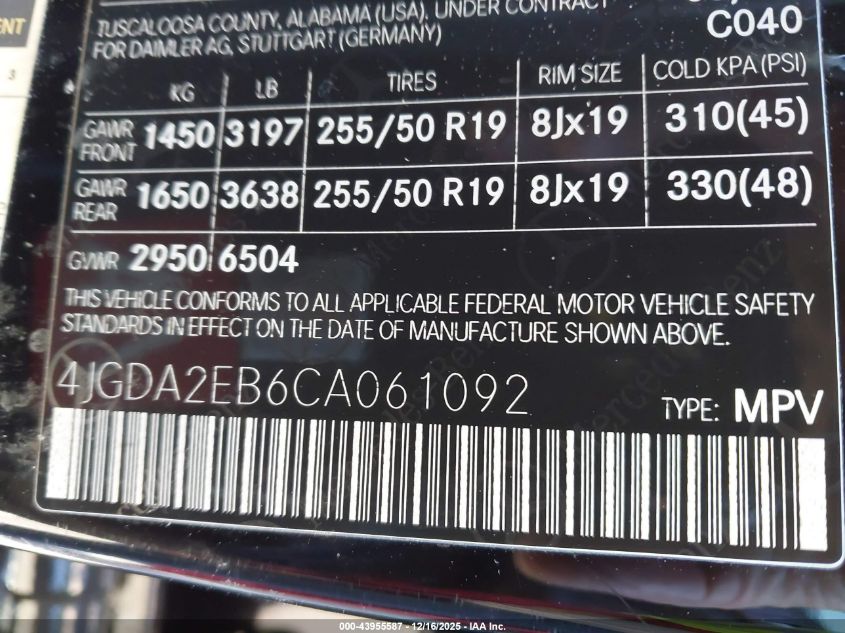 TUSCALOOSA COUNTY, ALABAMA (USA), UNDER CONTRACT
FOR DAIMLER AG, STUTTGART (GERMANY)
C040
KG LB TIRES RIM SIZE COLD KPA (PSI)
GAWR FRONT 1450 3197 255/50 R19 8Jx19 310(45)
GAWR REAR 1650 3638 255/50 R19 8Jx19 330(48)
GVWR 2950 6504
THIS VEHICLE CONFORMS TO ALL APPLICABLE FEDERAL MOTOR VEHICLE SAFETY
STANDARDS IN EFFECT ON THE DATE OF MANUFACTURE SHOWN ABOVE.
4JGDA2EB6CA061092
TYPE: MPV
000-43955587 - 12/16/2025 - IAA Inc.